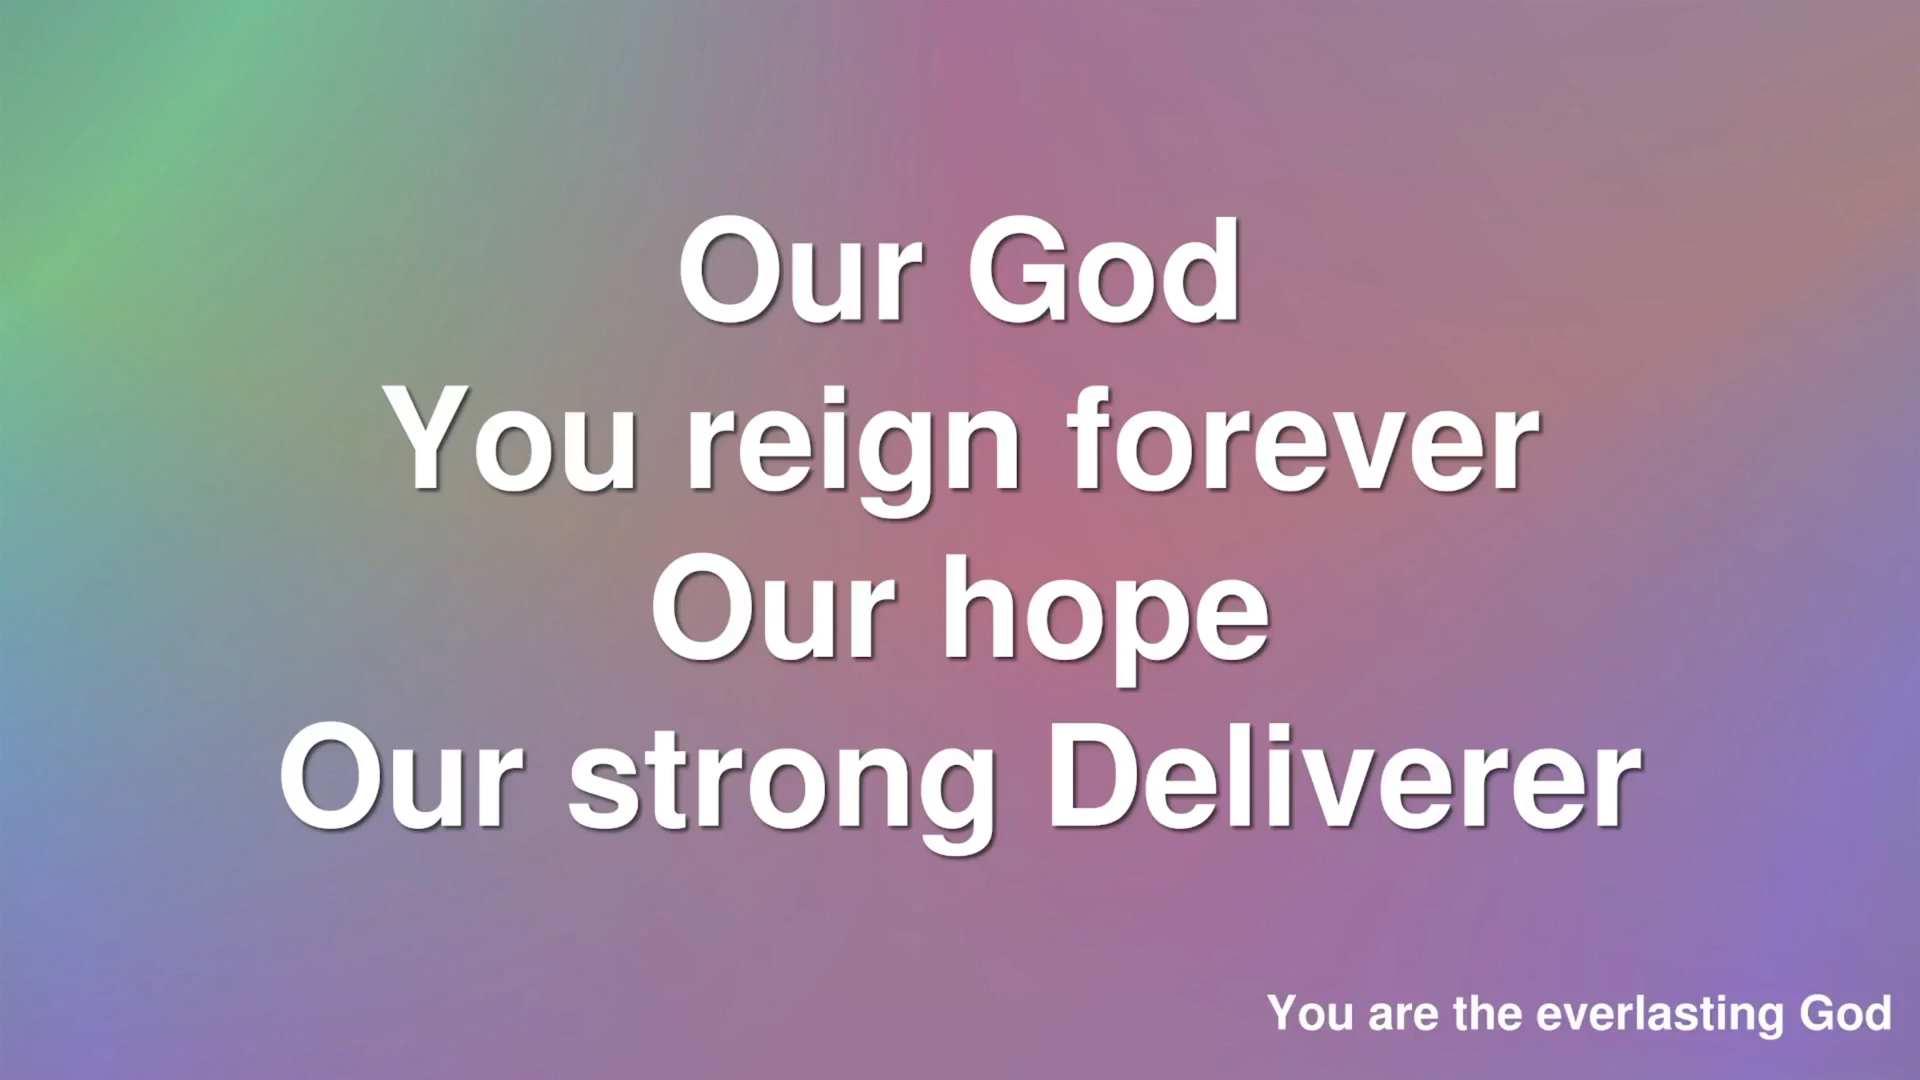 Our God
You reign forever
Our hope
Our strong Deliverer
You are the everlasting God